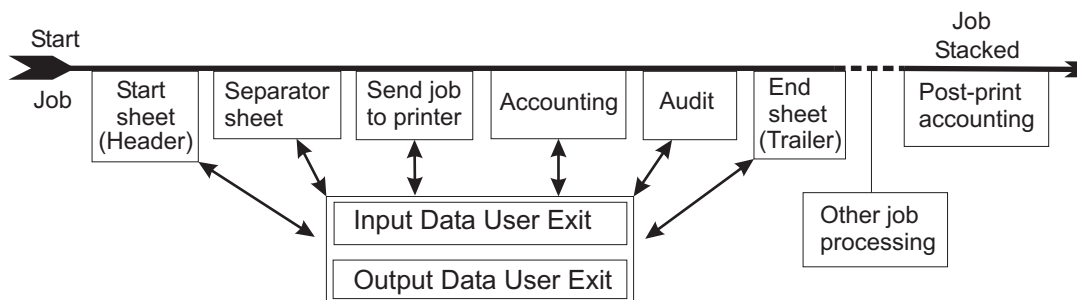 Start
Job
Start
sheet
(Header)
Separator
sheet
Send job
to printer
Accounting
Audit
End
sheet
(Trailer)
Job
Stacked
Post-print
accounting
Other job
processing
Input Data User Exit
Output Data User Exit